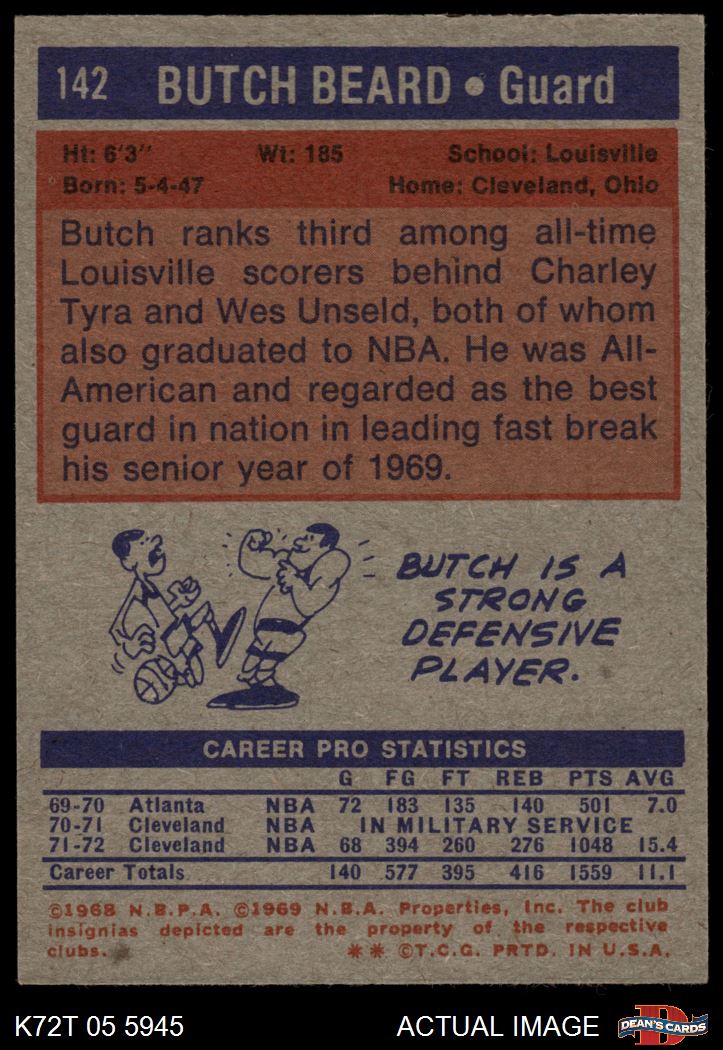 142 BUTCH BEARD • Guard
Ht: 6'3" Wt: 185 School: Louisville
Born: 5-4-47 Home: Cleveland, Ohio
Butch ranks third among all-time
Louisville scorers behind Charley
Tyra and Wes Unseld, both of whom
also graduated to NBA. He was All-
American and regarded as the best
guard in nation in leading fast break
his senior year of 1969.
BUTCH IS A
STRONG
DEFENSIVE
PLAYER.
CAREER PRO STATISTICS
G FG FT REB PTS AVG
69-70 Atlanta NBA 72 183 135 140 501 7.0
70-71 Cleveland NBA IN MILITARY SERVICE
71-72 Cleveland NBA 68 394 260 276 1048 15.4
Career Totals 140 577 395 416 1559 11.1
©1968 N.B.P.A. ©1969 N.B.A. Properties, Inc. The club
insignias depicted are the property of the respective
clubs. ** ©T.C.G. PRTD. IN U.S.A.
K72T 05 5945 ACTUAL IMAGE D DEAN'S CARDS